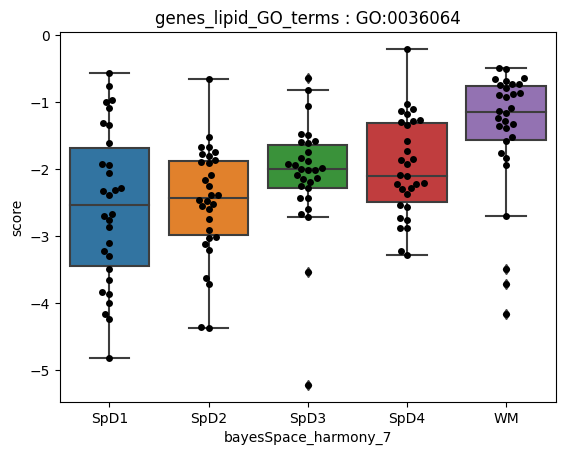 genes_lipid_GO_terms : GO:0036064
0
−1
−2
−3
−4
−5
score
SpD1 SpD2 SpD3 SpD4 WM
bayesSpace_harmony_7